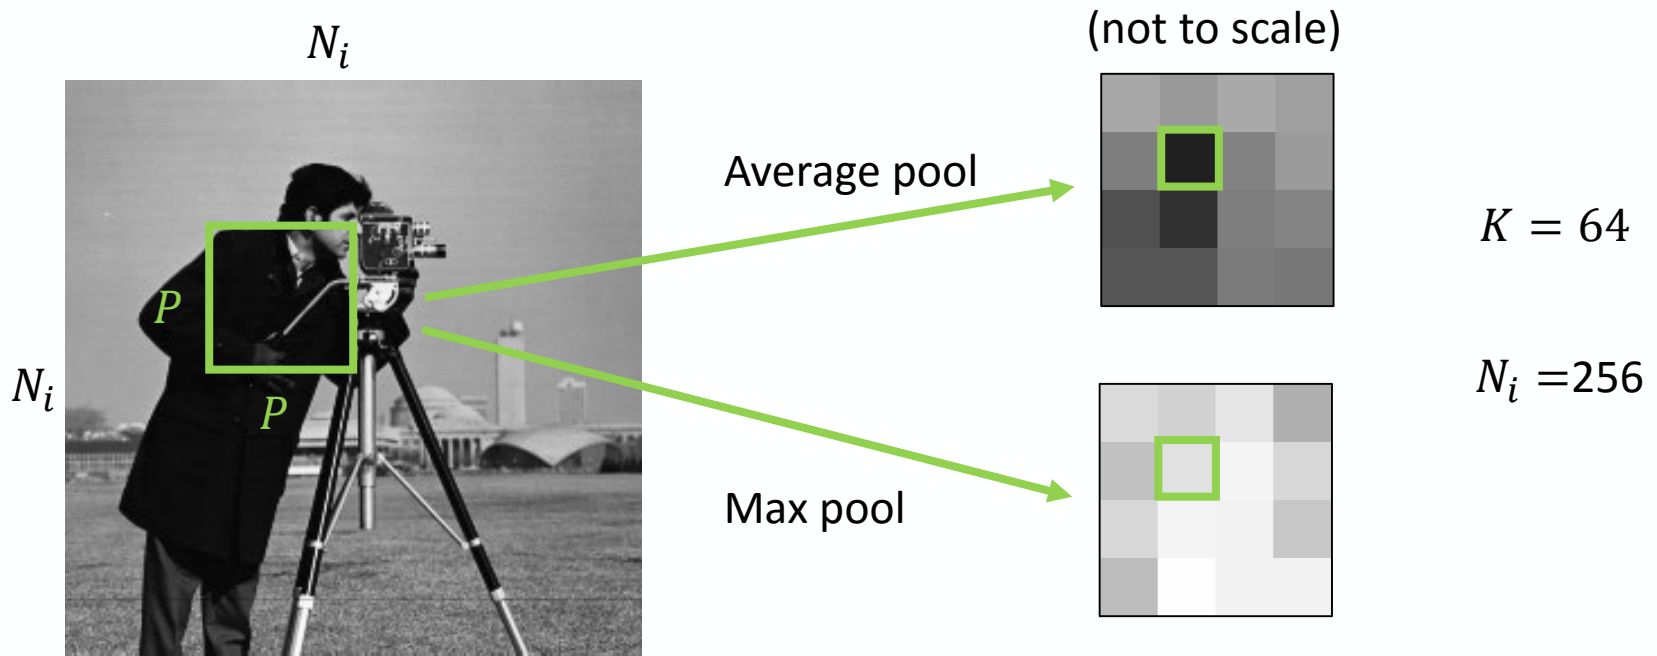 N_i
(not to scale)
Average pool
K = 64
P
N_i
N_i =256
P
Max pool